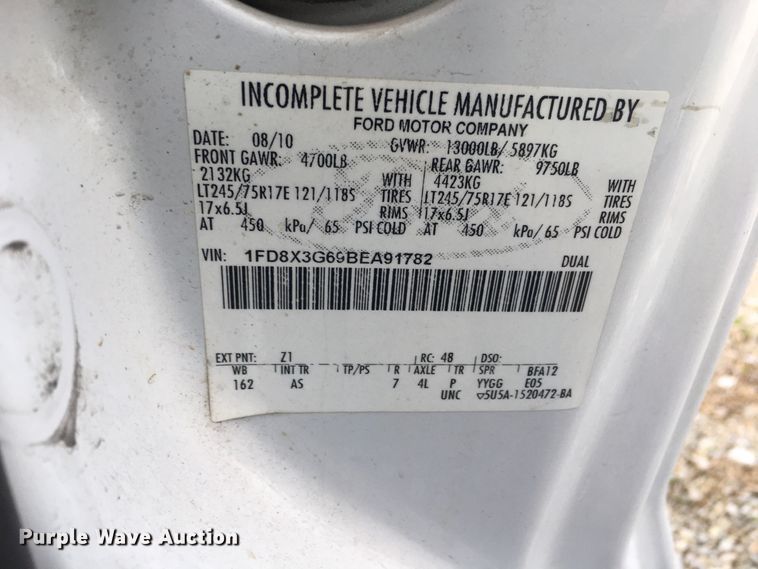 INCOMPLETE VEHICLE MANUFACTURED BY
FORD MOTOR COMPANY
DATE: 08/10 GVWR: 13000LB/ 5897KG
FRONT GAWR: 4700LB REAR GAWR: 9750LB
2132KG WITH 4423KG WITH
LT245/75R17E 121/118S TIRES LT245/75R17E 121/118S TIRES
17x6.5J RIMS 17x6.5J RIMS
AT 450 kPa/ 65 PSI COLD AT 450 kPa/ 65 PSI COLD
VIN: 1FD8X3G69BEA91782 DUAL
EXT PNT: Z1 RC: 48 DSO:
WB INT TR TP/PS R AXLE TR SPR BFA12
162 AS 7 4L P YYGG E05
UNC ▽5U5A-1520472-BA
Purple Wave Auction